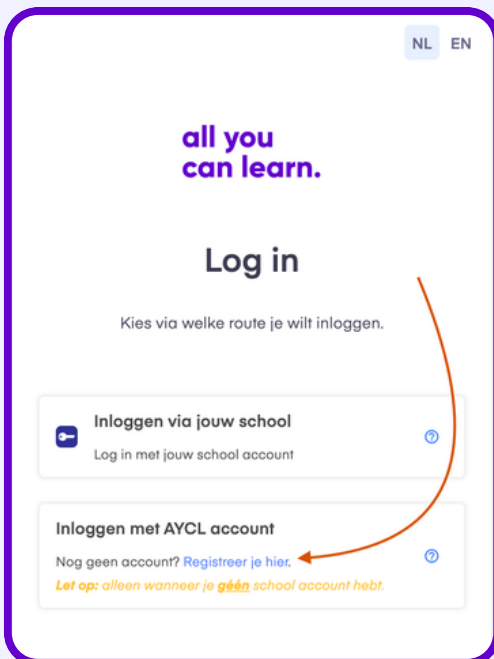 NL EN
all you
can learn.
Log in
Kies via welke route je wilt inloggen.
Inloggen via jouw school
Log in met jouw school account
Inloggen met AYCL account
Nog geen account? Registreer je hier.
Let op: alleen wanneer je géén school account hebt.